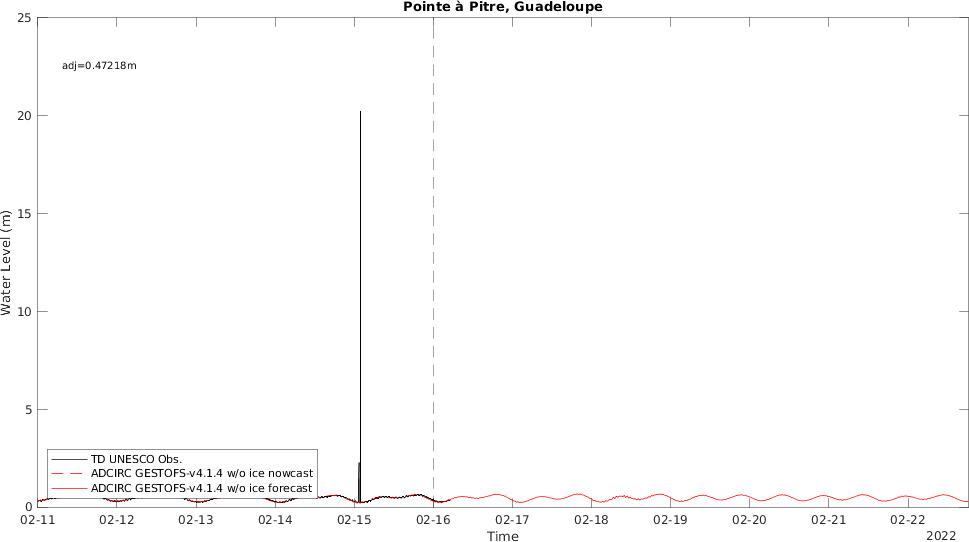 Pointe à Pitre, Guadeloupe
adj=0.47218m
Water Level (m)
25
20
15
10
5
0
TD UNESCO Obs.
ADCIRC GESTOFS-v4.1.4 w/o ice nowcast
ADCIRC GESTOFS-v4.1.4 w/o ice forecast
02-11 02-12 02-13 02-14 02-15 02-16 02-17 02-18 02-19 02-20 02-21 02-22
Time
2022